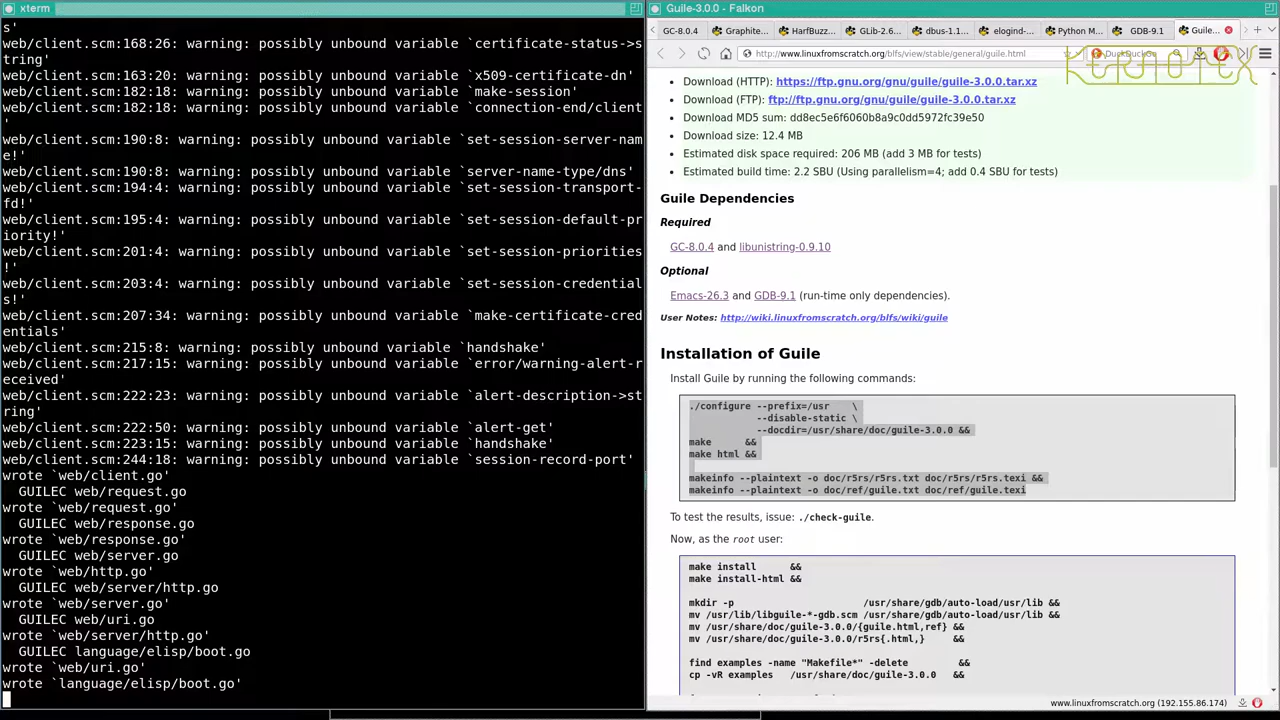 xterm
s'
web/client.scm:168:26: warning: possibly unbound variable `certificate-status->s
tring'
web/client.scm:163:20: warning: possibly unbound variable `x509-certificate-dn'
web/client.scm:182:18: warning: possibly unbound variable `make-session'
web/client.scm:182:18: warning: possibly unbound variable `connection-end/client
'
web/client.scm:190:8: warning: possibly unbound variable `set-session-server-nam
e!'
web/client.scm:190:8: warning: possibly unbound variable `server-name-type/dns'
web/client.scm:194:4: warning: possibly unbound variable `set-session-transport-
fd!'
web/client.scm:195:4: warning: possibly unbound variable `set-session-default-pr
iority!'
web/client.scm:201:4: warning: possibly unbound variable `set-session-priorities
!'
web/client.scm:203:4: warning: possibly unbound variable `set-session-credential
s!'
web/client.scm:207:34: warning: possibly unbound variable `make-certificate-cred
entials'
web/client.scm:215:8: warning: possibly unbound variable `handshake'
web/client.scm:217:15: warning: possibly unbound variable `error/warning-alert-r
eceived'
web/client.scm:222:23: warning: possibly unbound variable `alert-description->st
ring'
web/client.scm:222:50: warning: possibly unbound variable `alert-get'
web/client.scm:223:15: warning: possibly unbound variable `handshake'
web/client.scm:244:18: warning: possibly unbound variable `session-record-port'
wrote `web/client.go'
GUILEC web/request.go
wrote `web/request.go'
GUILEC web/response.go
wrote `web/response.go'
GUILEC web/server.go
wrote `web/http.go'
GUILEC web/server/http.go
wrote `web/server.go'
GUILEC web/uri.go
wrote `web/server/http.go'
GUILEC language/elisp/boot.go
wrote `web/uri.go'
wrote `language/elisp/boot.go'
Guile-3.0.0 - Falkon
GC-8.0.4 Graphite... HarfBuzz... GLib-2.6... dbus-1.1... elogind-... Python M... GDB-9.1 Guile...
http://www.linuxfromscratch.org/blfs/view/stable/general/guile.html DuckDuckGo
KERNOTEX
Download (HTTP): https://ftp.gnu.org/gnu/guile/guile-3.0.0.tar.xz
Download (FTP): ftp://ftp.gnu.org/gnu/guile/guile-3.0.0.tar.xz
Download MD5 sum: dd8ec5e6f6060b8a9c0dd5972fc39e50
Download size: 12.4 MB
Estimated disk space required: 206 MB (add 3 MB for tests)
Estimated build time: 2.2 SBU (Using parallelism=4; add 0.4 SBU for tests)
Guile Dependencies
Required
GC-8.0.4 and libunistring-0.9.10
Optional
Emacs-26.3 and GDB-9.1 (run-time only dependencies).
User Notes: http://wiki.linuxfromscratch.org/blfs/wiki/guile
Installation of Guile
Install Guile by running the following commands:
./configure --prefix=/usr \
--disable-static \
--docdir=/usr/share/doc/guile-3.0.0 &&
make &&
make html &&
makeinfo --plaintext -o doc/r5rs/r5rs.txt doc/r5rs/r5rs.texi &&
makeinfo --plaintext -o doc/ref/guile.txt doc/ref/guile.texi
To test the results, issue: ./check-guile.
Now, as the root user:
make install &&
make install-html &&
mkdir -p /usr/share/gdb/auto-load/usr/lib &&
mv /usr/lib/libguile-*-gdb.scm /usr/share/gdb/auto-load/usr/lib &&
mv /usr/share/doc/guile-3.0.0/{guile.html,ref} &&
mv /usr/share/doc/guile-3.0.0/r5rs{.html,} &&
find examples -name "Makefile*" -delete &&
cp -vR examples /usr/share/doc/guile-3.0.0 &&
www.linuxfromscratch.org (192.155.86.174)